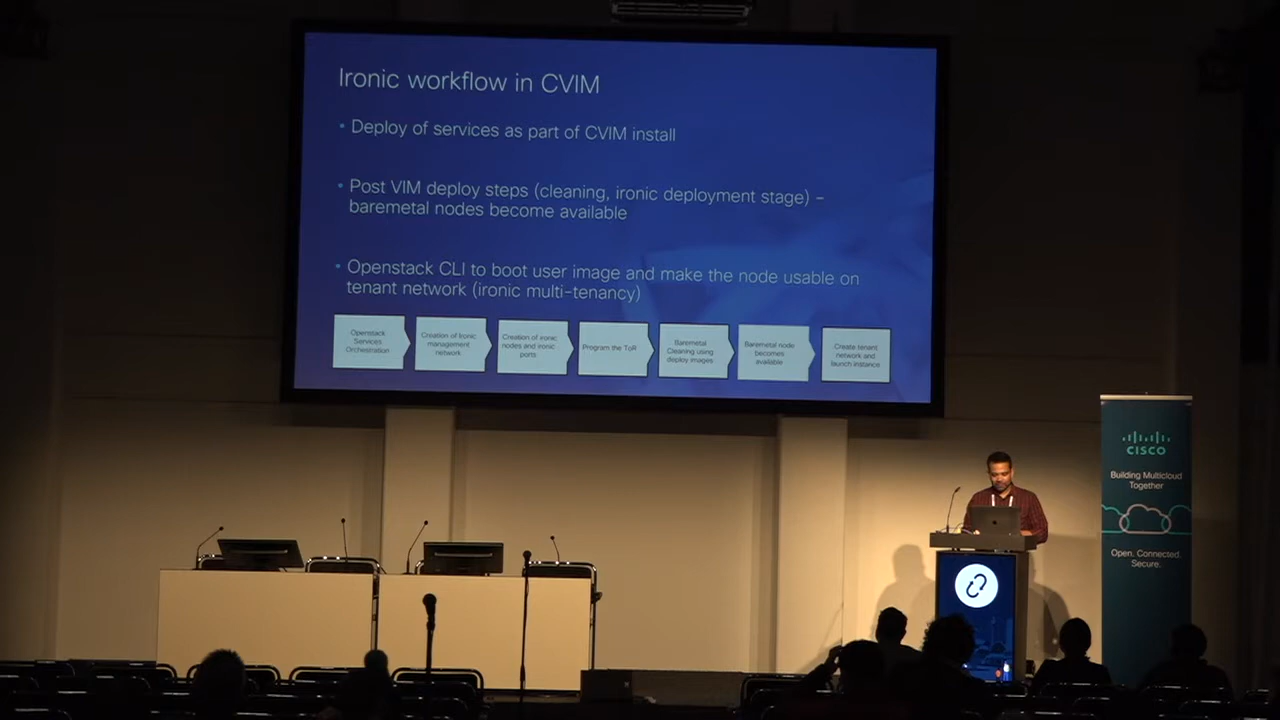 Ironic workflow in CVIM
Deploy of services as part of CVIM install
Post VIM deploy steps (cleaning, ironic deployment stage) –
baremetal nodes become available
Openstack CLI to boot user image and make the node usable on
tenant network (ironic multi-tenancy)
Openstack
Services
Orchestration
Creation of Ironic
management
network
Creation of ironic
nodes and ironic
ports
Program the ToR
Baremetal
Cleaning using
deploy images
Baremetal node
becomes
available
Create tenant
network and
launch instance
CISCO
Building Multicloud
Together
Open. Connected.
Secure.